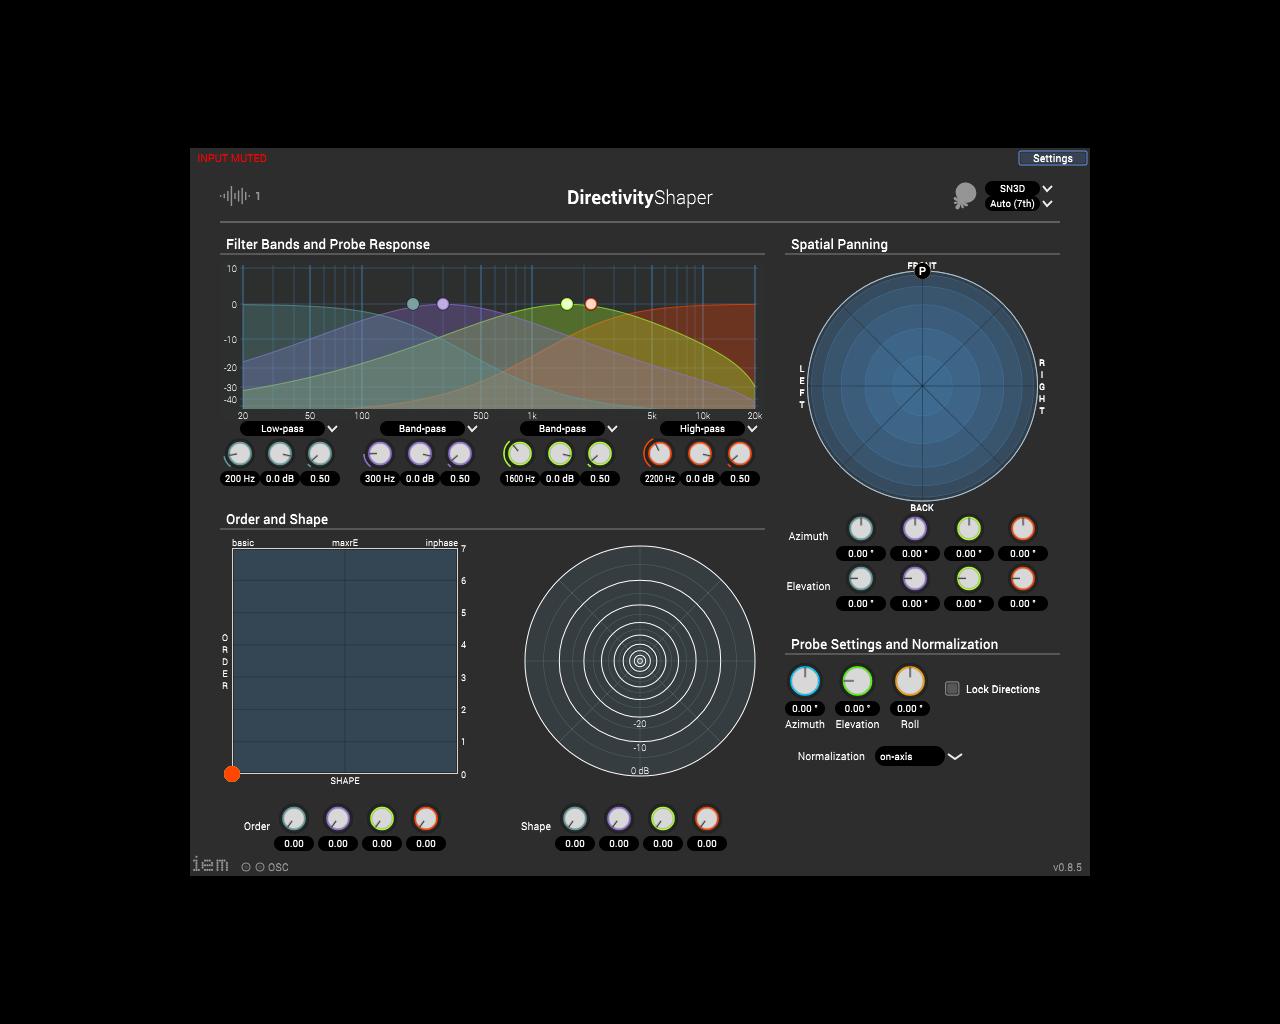 INPUT MUTED
Settings
1
DirectivityShaper
SN3D
Auto (7th)
Filter Bands and Probe Response
Spatial Panning
10
0
-10
-20
-30
-40
20 50 100 500 1k 5k 10k 20k
Low-pass Band-pass Band-pass High-pass
200 Hz 0.0 dB 0.50 300 Hz 0.0 dB 0.50 1600 Hz 0.0 dB 0.50 2200 Hz 0.0 dB 0.50
FRONT
P
LEFT
RIGHT
BACK
Azimuth
0.00 ° 0.00 ° 0.00 ° 0.00 °
Elevation
0.00 ° 0.00 ° 0.00 ° 0.00 °
Order and Shape
basic maxrE inphase
7
6
5
4
3
2
1
0
ORDER
SHAPE
-20
-10
0 dB
Probe Settings and Normalization
Lock Directions
0.00 ° 0.00 ° 0.00 °
Azimuth Elevation Roll
Normalization on-axis
Order
0.00 0.00 0.00 0.00
Shape
0.00 0.00 0.00 0.00
iem OSC
v0.8.5